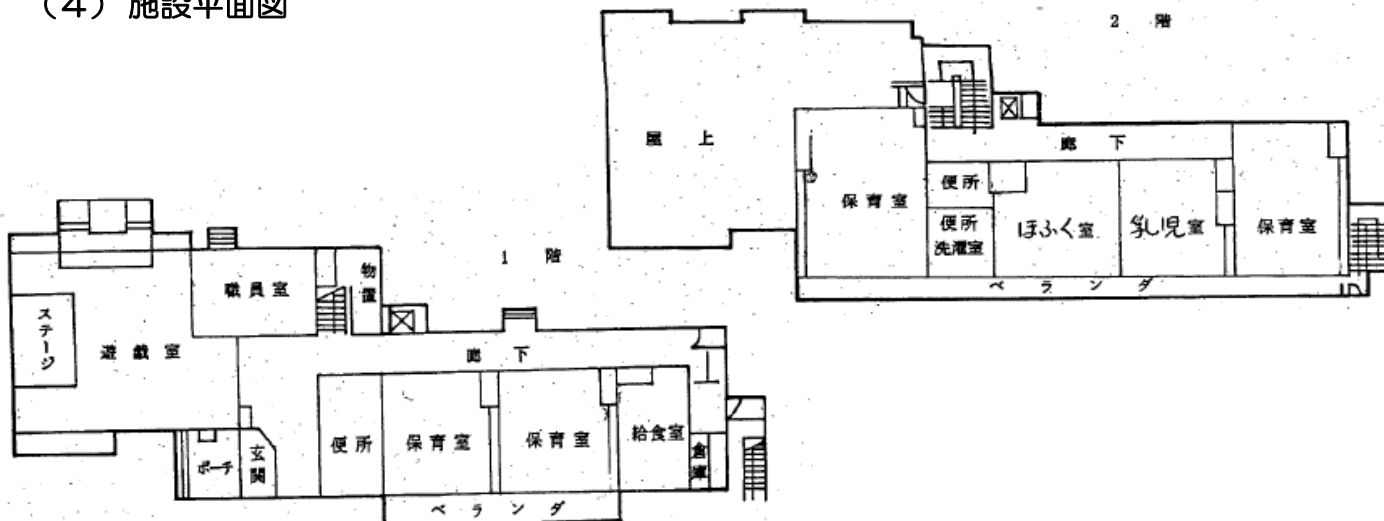 （4）施設平面図
2 階
屋 上
廊 下
保 育 室
便 所
便 所
洗 濯 室
ほふく室
乳児室
保 育 室
ベ ラ ン ダ
1 階
物置
職 員 室
ステージ
遊 戯 室
廊 下
便 所
保 育 室
保 育 室
給食室
倉庫
ポーチ
玄関
ベ ラ ン ダ